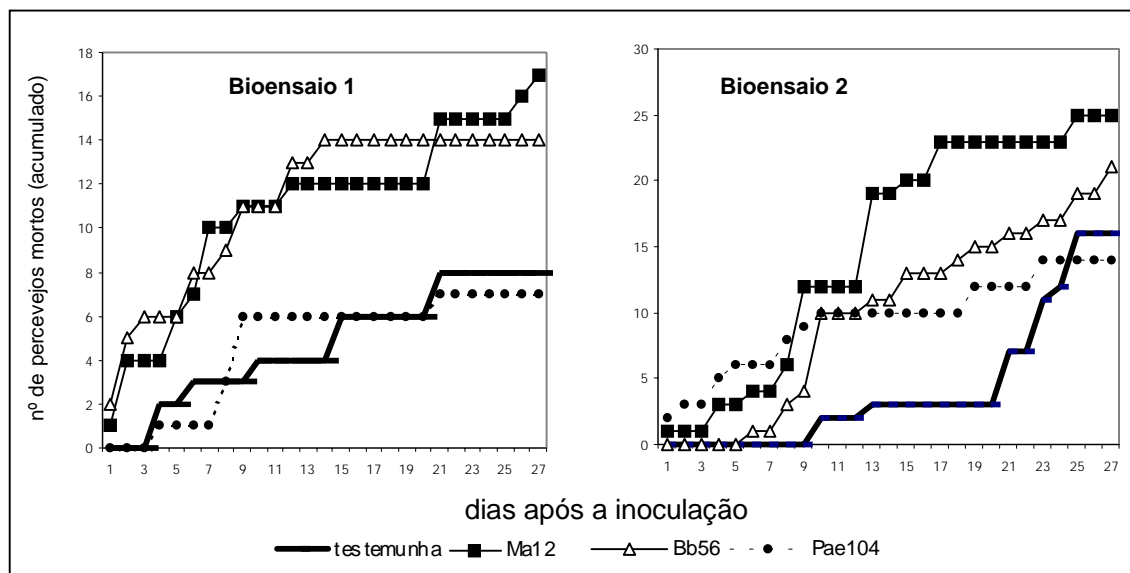 nº de percevejos mortos (acumulado)
Bioensaio 1
18
16
14
12
10
8
6
4
2
0
1 3 5 7 9 11 13 15 17 19 21 23 25 27
Bioensaio 2
30
25
20
15
10
5
0
1 3 5 7 9 11 13 15 17 19 21 23 25 27
dias após a inoculação
testemunha Ma12 Bb56 Pae104